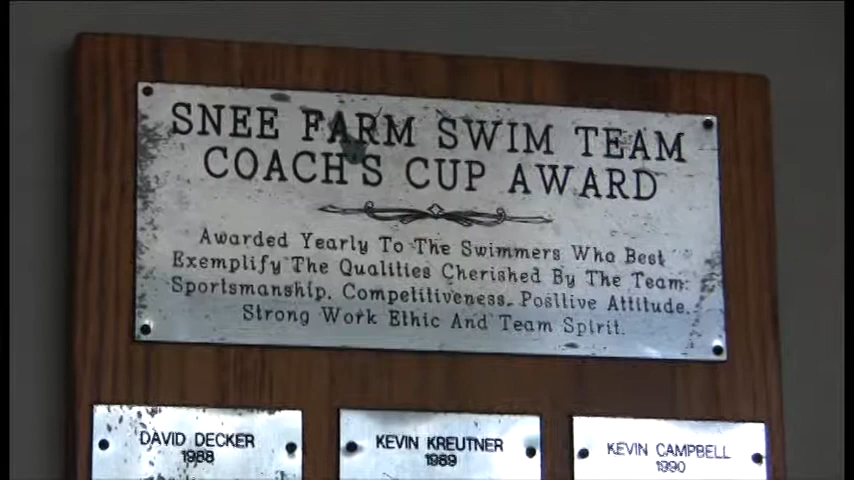 SNEE FARM SWIM TEAM
COACH'S CUP AWARD
Awarded Yearly To The Swimmers Who Best
Exemplify The Qualities Cherished By The Team:
Sportsmanship, Competitiveness, Positive Attitude,
Strong Work Ethic And Team Spirit.
DAVID DECKER
1988
KEVIN KREUTNER
1989
KEVIN CAMPBELL
1990